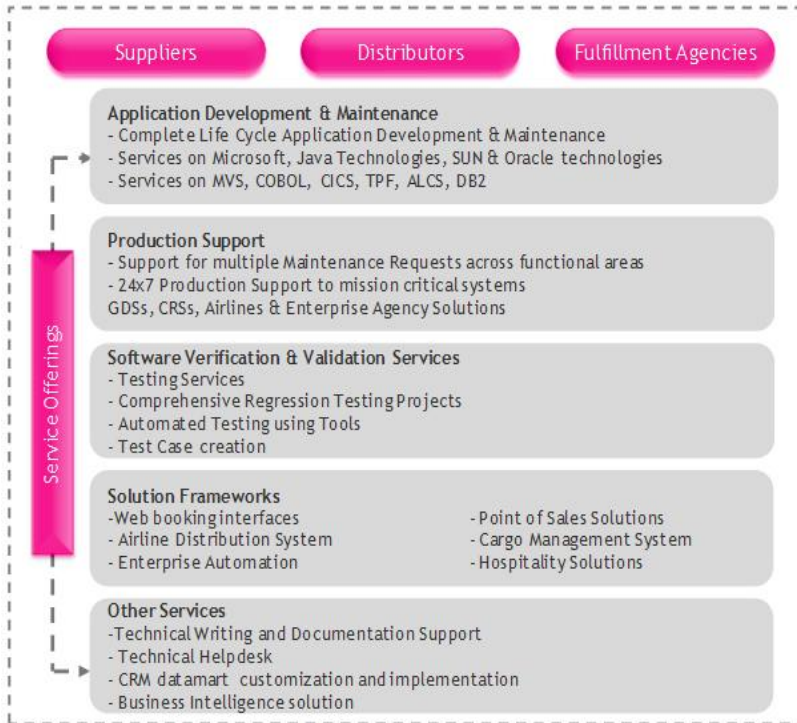 Suppliers
Distributors
Fulfillment Agencies
Service Offerings
Application Development & Maintenance
- Complete Life Cycle Application Development & Maintenance
- Services on Microsoft, Java Technologies, SUN & Oracle technologies
- Services on MVS, COBOL, CICS, TPF, ALCS, DB2
Production Support
- Support for multiple Maintenance Requests across functional areas
- 24x7 Production Support to mission critical systems
GDSs, CRSs, Airlines & Enterprise Agency Solutions
Software Verification & Validation Services
- Testing Services
- Comprehensive Regression Testing Projects
- Automated Testing using Tools
- Test Case creation
Solution Frameworks
-Web booking interfaces
- Airline Distribution System
- Enterprise Automation
- Point of Sales Solutions
- Cargo Management System
- Hospitality Solutions
Other Services
-Technical Writing and Documentation Support
- Technical Helpdesk
- CRM datamart customization and implementation
- Business Intelligence solution